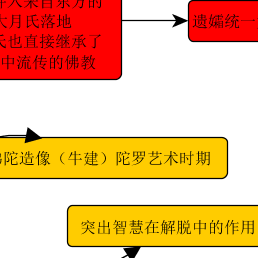 来自东方的
大月氏落地
氏也直接继承了
中流传的佛教
遗孀统一
陀造像（牛建）陀罗艺术时期
突出智慧在解脱中的作用